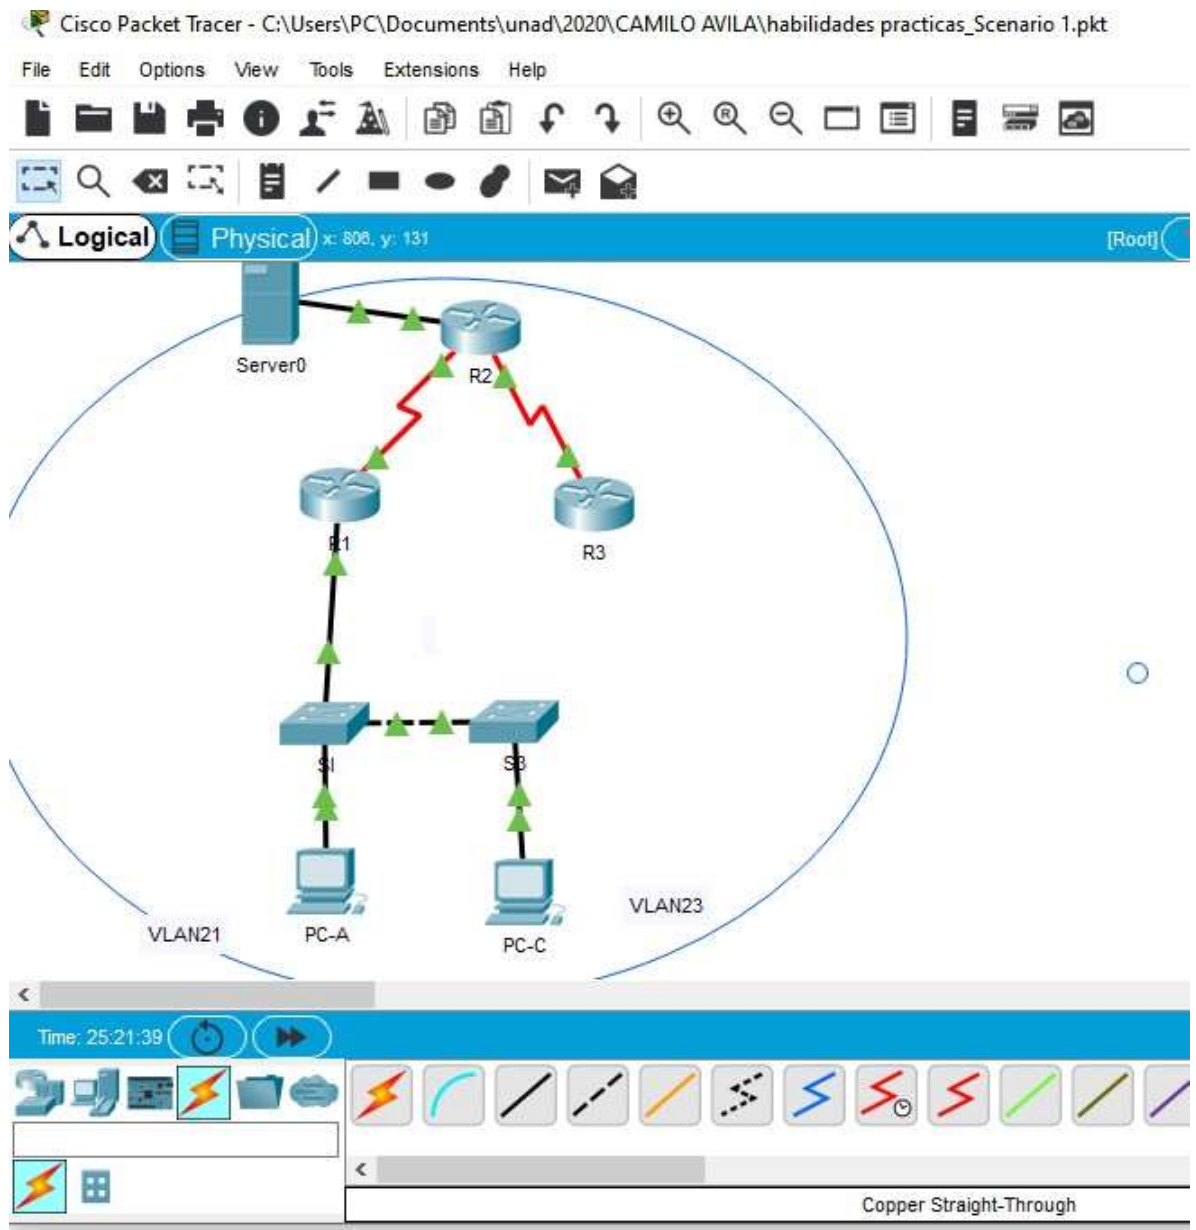 Cisco Packet Tracer - C:\Users\PC\Documents\unad\2020\CAMILO AVILA\habilidades practicas_Scenario 1.pkt
File Edit Options View Tools Extensions Help
Logical Physical x: 806, y: 131 [Root]
Server0
R2
R1
R3
SI
S3
VLAN21
PC-A
PC-C
VLAN23
Time: 25:21:39
Copper Straight-Through